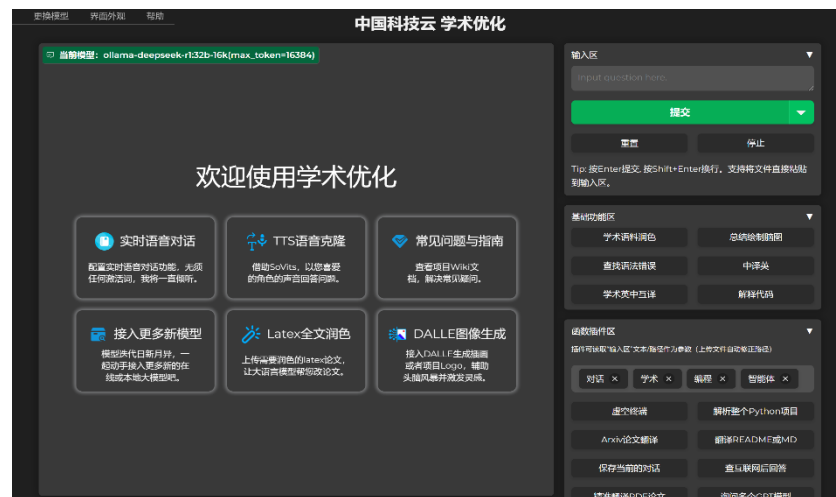 更换模型 界面外观 帮助
中国科技云 学术优化
当前模型：ollama-deepseek-r1:32b-16k(max_token=16384)
欢迎使用学术优化
实时语音对话
配置实时语音对话功能，无须
任何激活词，我将一直倾听。
TTS语音克隆
借助SoVits，以您喜爱
的角色的声音回答问题。
常见问题与指南
查看项目Wiki文
档，解决常见疑问。
接入更多新模型
模型迭代日新月异，一
起动手接入更多新的在
线或本地大模型吧。
Latex全文润色
上传需要润色的latex论文，
让大语言模型帮您改论文。
DALLE图像生成
接入DALLE生成插画
或者项目Logo，辅助
头脑风暴并激发灵感。
输入区
Input question here.
提交
重置 停止
Tip: 按Enter提交, 按Shift+Enter换行。支持将文件直接粘贴
到输入区。
基础功能区
学术语料润色 总结绘制脑图
查找语法错误 中译英
学术英中互译 解释代码
函数插件区
插件可读取"输入区"文本/路径作为参数（上传文件自动修正路径）
对话 × 学术 × 编程 × 智能体 ×
虚空终端 解析整个Python项目
Arxiv论文翻译 翻译README或MD
保存当前的对话 查互联网后回答
精准翻译PDF论文 询问多个GPT模型